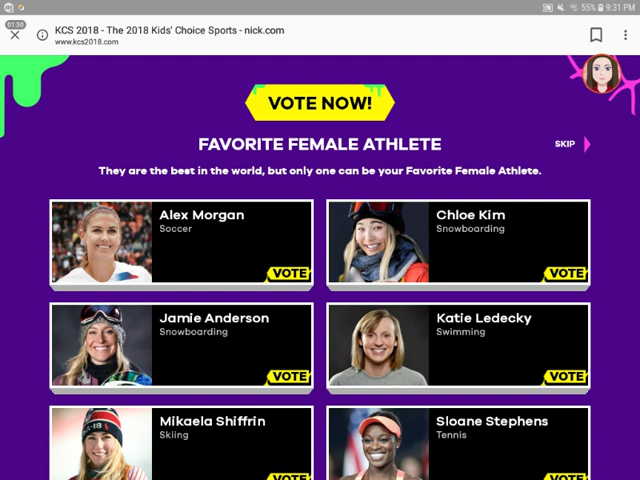 55% 9:31 PM
01:30
KCS 2018 - The 2018 Kids' Choice Sports - nick.com
www.kcs2018.com
VOTE NOW!
FAVORITE FEMALE ATHLETE
SKIP
They are the best in the world, but only one can be your Favorite Female Athlete.
Alex Morgan
Soccer
VOTE
Chloe Kim
Snowboarding
VOTE
Jamie Anderson
Snowboarding
VOTE
Katie Ledecky
Swimming
VOTE
Mikaela Shiffrin
Skiing
VOTE
Sloane Stephens
Tennis
VOTE